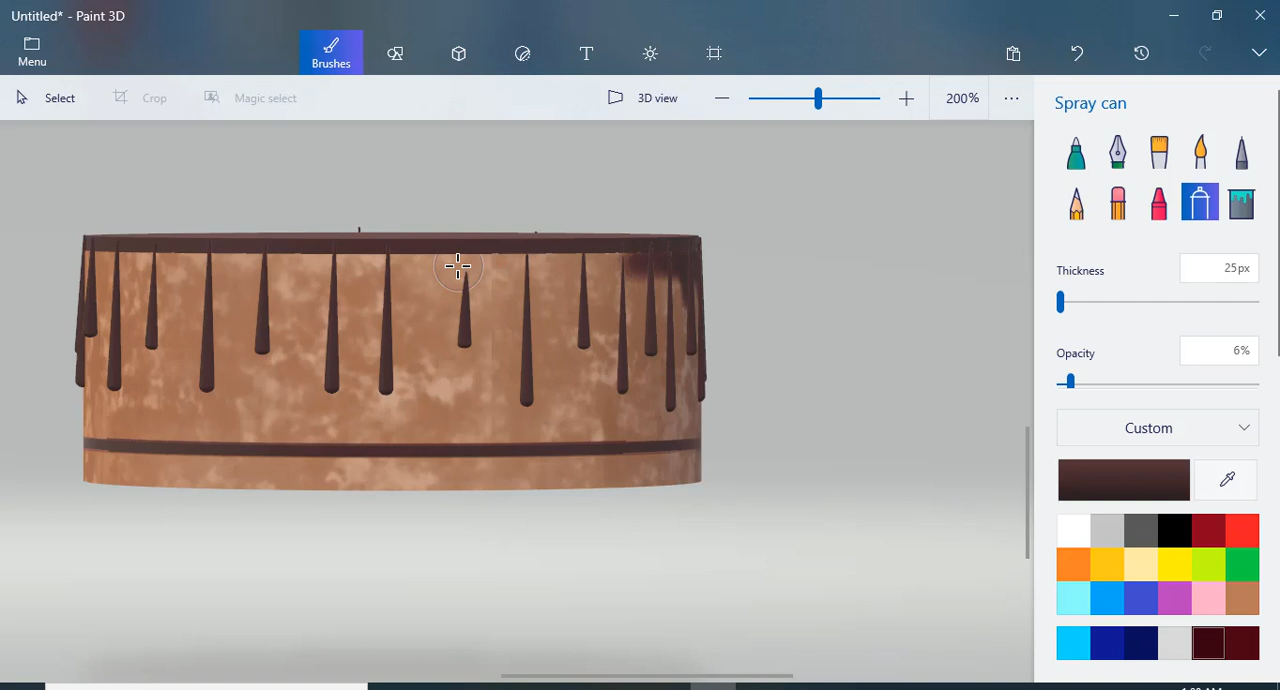 Untitled* - Paint 3D
Menu
Brushes
Select
Crop
Magic select
3D view
200%
Spray can
Thickness
25px
Opacity
6%
Custom